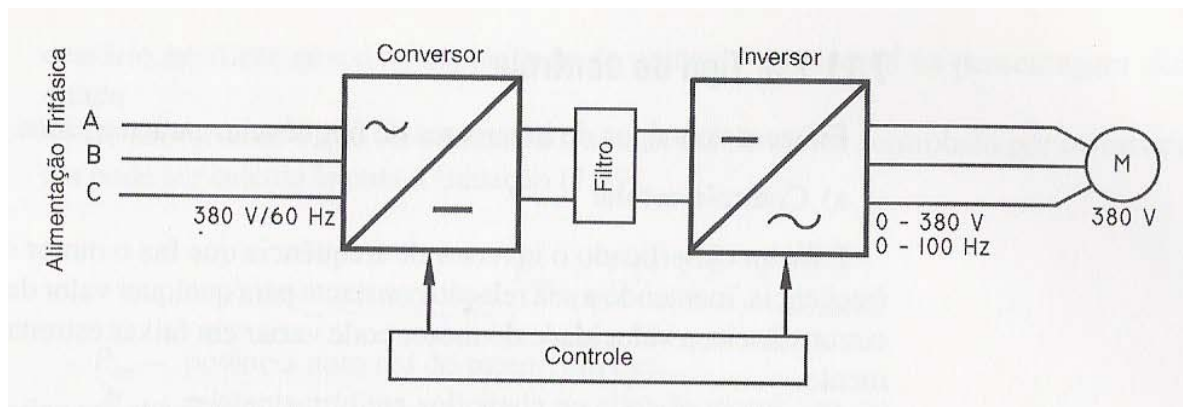 Conversor
Inversor
Alimentação Trifásica
A
B
C
380 V/60 Hz
Filtro
M
380 V
0 - 380 V
0 - 100 Hz
Controle